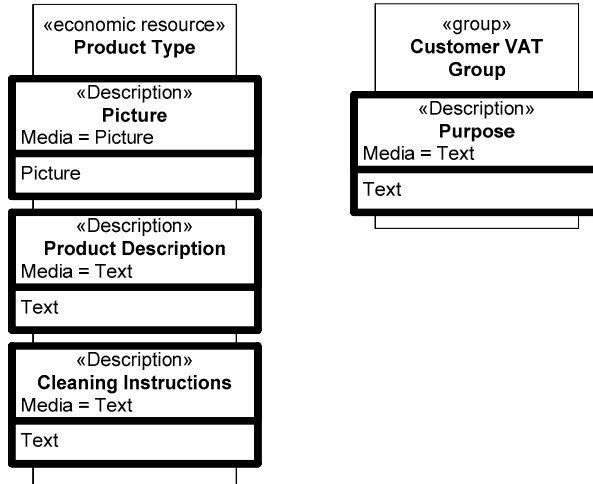 «economic resource»
Product Type
«Description»
Picture
Media = Picture
Picture
«Description»
Product Description
Media = Text
Text
«Description»
Cleaning Instructions
Media = Text
Text
«group»
Customer VAT
Group
«Description»
Purpose
Media = Text
Text